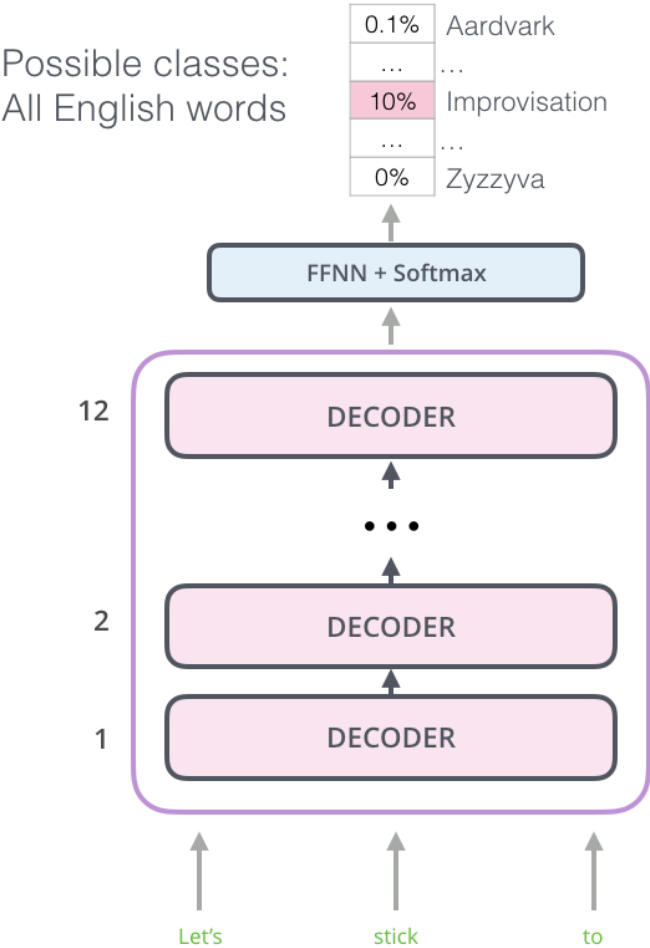 Possible classes:
All English words
0.1% Aardvark
... ...
10% Improvisation
... ...
0% Zyzzyva
FFNN + Softmax
12 DECODER
...
2 DECODER
1 DECODER
Let's stick to